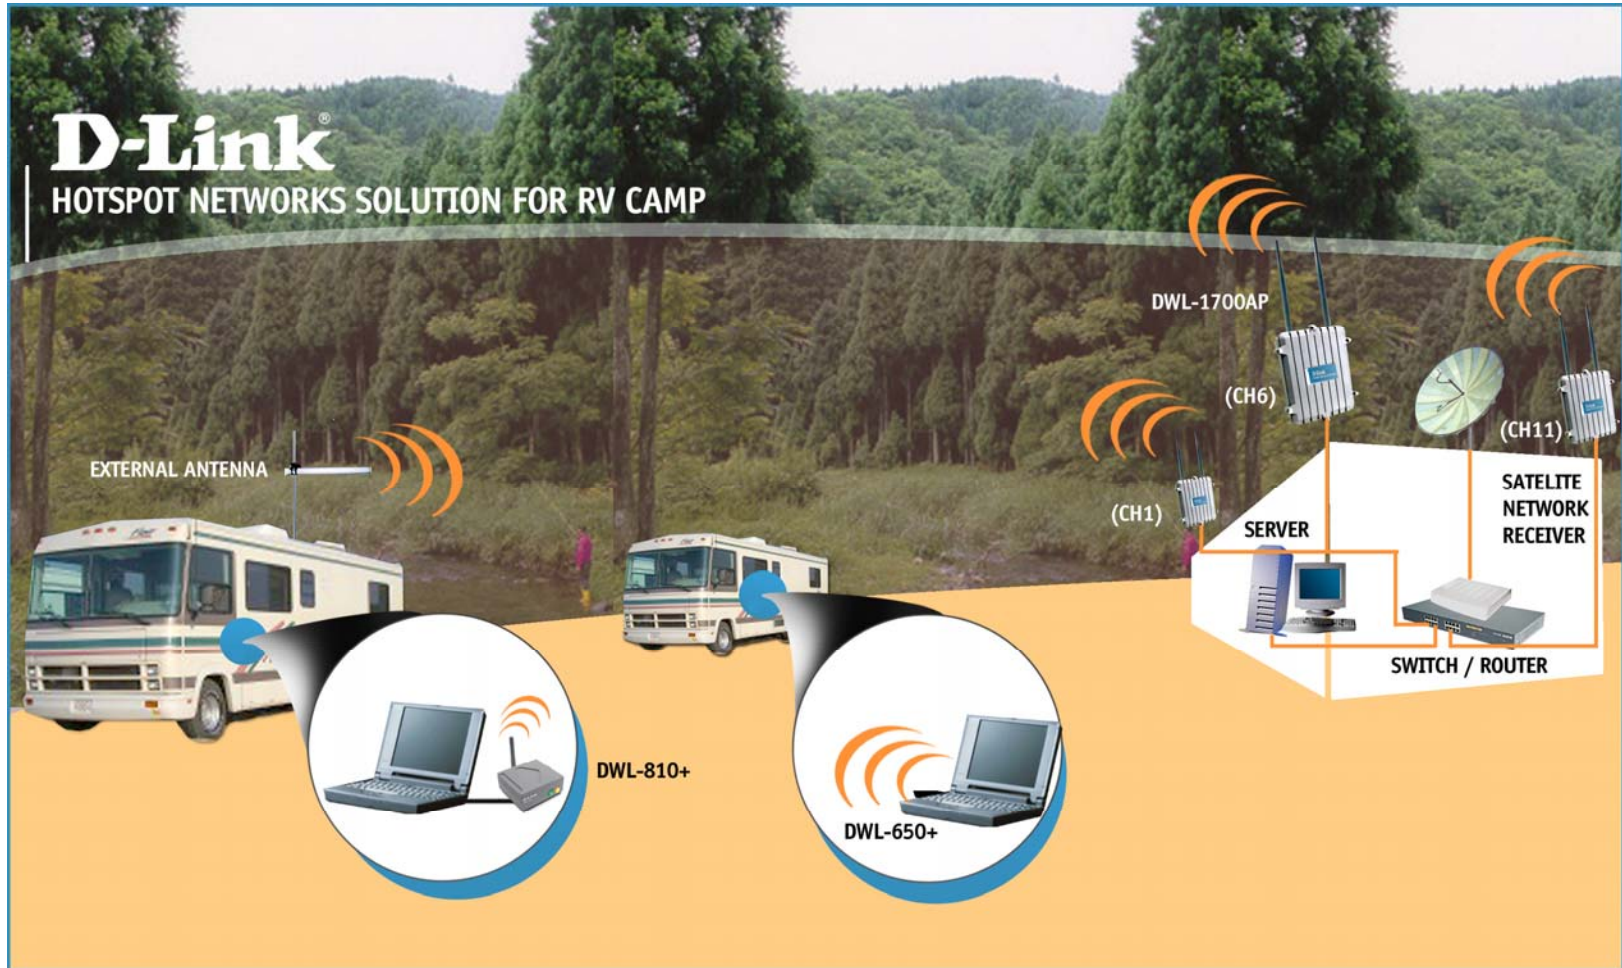 D-Link®
HOTSPOT NETWORKS SOLUTION FOR RV CAMP
DWL-1700AP
(CH6)
(CH11)
(CH1)
EXTERNAL ANTENNA
SATELITE
NETWORK
RECEIVER
SERVER
SWITCH / ROUTER
DWL-810+
DWL-650+